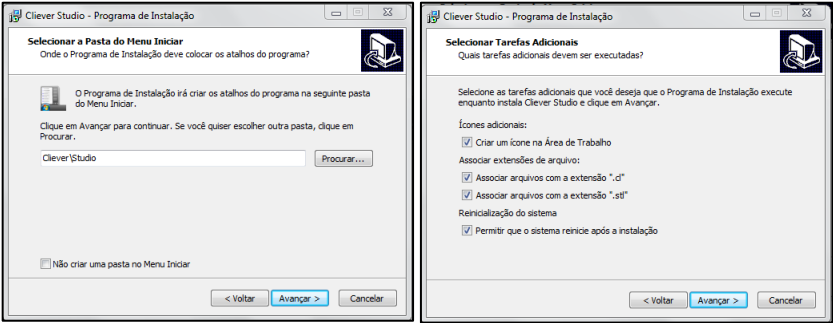 Cliever Studio - Programa de Instalação
Selecionar a Pasta do Menu Iniciar
Onde o Programa de Instalação deve colocar os atalhos do programa?
O Programa de Instalação irá criar os atalhos do programa na seguinte pasta
do Menu Iniciar.
Clique em Avançar para continuar. Se você quiser escolher outra pasta, clique em
Procurar.
Cliever\Studio
Procurar...
Não criar uma pasta no Menu Iniciar
< Voltar
Avançar >
Cancelar
Cliever Studio - Programa de Instalação
Selecionar Tarefas Adicionais
Quais tarefas adicionais devem ser executadas?
Selecione as tarefas adicionais que você deseja que o Programa de Instalação execute
enquanto instala Cliever Studio e clique em Avançar.
Ícones adicionais:
Criar um ícone na Área de Trabalho
Associar extensões de arquivo:
Associar arquivos com a extensão ".cl"
Associar arquivos com a extensão ".stl"
Reinicialização do sistema
Permitir que o sistema reinicie após a instalação
< Voltar
Avançar >
Cancelar